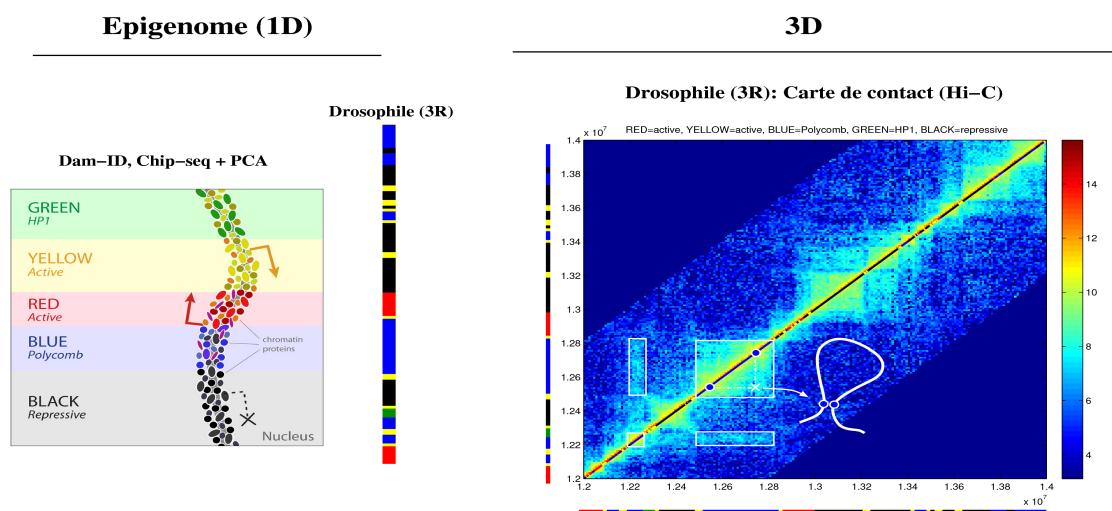 Epigenome (1D)
3D
Drosophile (3R)
Dam−ID, Chip−seq + PCA
GREEN
HP1
YELLOW
Active
RED
Active
BLUE
Polycomb
BLACK
Repressive
chromatin
proteins
Nucleus
Drosophile (3R): Carte de contact (Hi−C)
x 10⁷
RED=active, YELLOW=active, BLUE=Polycomb, GREEN=HP1, BLACK=repressive
1.4
1.38
1.36
1.34
1.32
1.3
1.28
1.26
1.24
1.22
1.2
1.2
1.22
1.24
1.26
1.28
1.3
1.32
1.34
1.36
1.38
1.4
x 10⁷
14
12
10
8
6
4